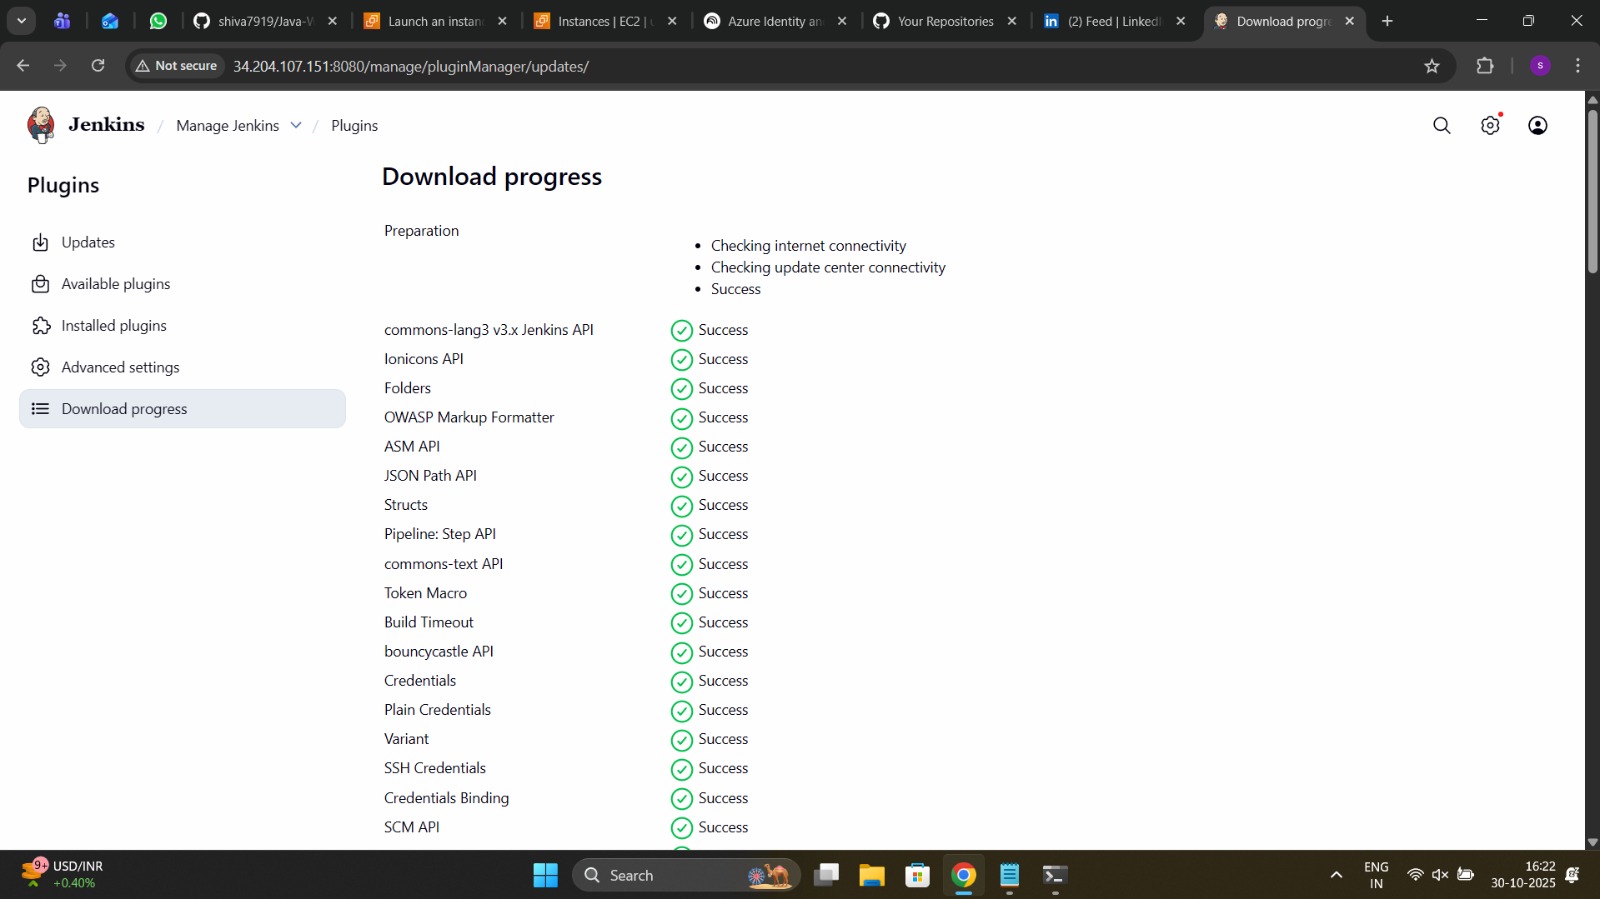 shiva7919/Java-W
Launch an instan
Instances | EC2 | u
Azure Identity an
Your Repositories
(2) Feed | LinkedI
Download progre
Not secure
34.204.107.151:8080/manage/pluginManager/updates/
S
Jenkins / Manage Jenkins / Plugins
Plugins
Updates
Available plugins
Installed plugins
Advanced settings
Download progress
Download progress
Preparation
• Checking internet connectivity
• Checking update center connectivity
• Success
commons-lang3 v3.x Jenkins API Success
Ionicons API Success
Folders Success
OWASP Markup Formatter Success
ASM API Success
JSON Path API Success
Structs Success
Pipeline: Step API Success
commons-text API Success
Token Macro Success
Build Timeout Success
bouncycastle API Success
Credentials Success
Plain Credentials Success
Variant Success
SSH Credentials Success
Credentials Binding Success
SCM API Success
9+
USD/INR
+0.40%
Search
ENG
IN
16:22
30-10-2025